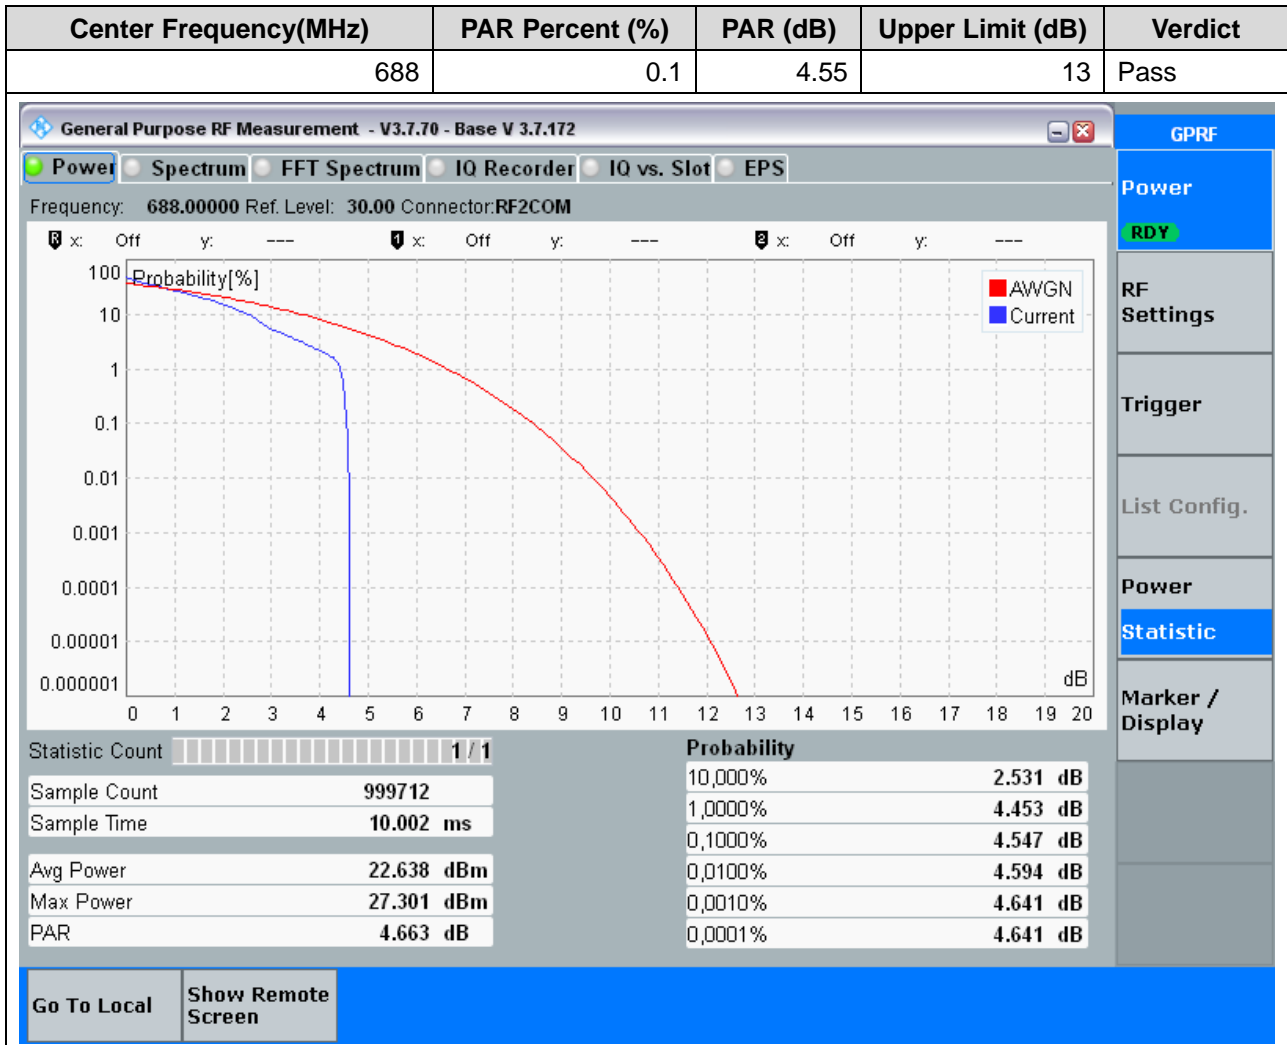 Center Frequency(MHz) PAR Percent (%) PAR (dB) Upper Limit (dB) Verdict
688 0.1 4.55 13 Pass
General Purpose RF Measurement - V3.7.70 - Base V 3.7.172
GPRF
Power Spectrum FFT Spectrum IQ Recorder IQ vs. Slot EPS
Frequency: 688.00000 Ref. Level: 30.00 Connector:RF2COM
R x: Off y: --- 1 x: Off y: --- 2 x: Off y: ---
Probability[%]
AWGN
Current
100
10
1
0.1
0.01
0.001
0.0001
0.00001
0.000001
dB
0 1 2 3 4 5 6 7 8 9 10 11 12 13 14 15 16 17 18 19 20
Statistic Count 1 / 1
Sample Count 999712
Sample Time 10.002 ms
Avg Power 22.638 dBm
Max Power 27.301 dBm
PAR 4.663 dB
Probability
10,000% 2.531 dB
1,0000% 4.453 dB
0,1000% 4.547 dB
0,0100% 4.594 dB
0,0010% 4.641 dB
0,0001% 4.641 dB
Power
RDY
RF
Settings
Trigger
List Config.
Power
Statistic
Marker /
Display
Go To Local
Show Remote
Screen